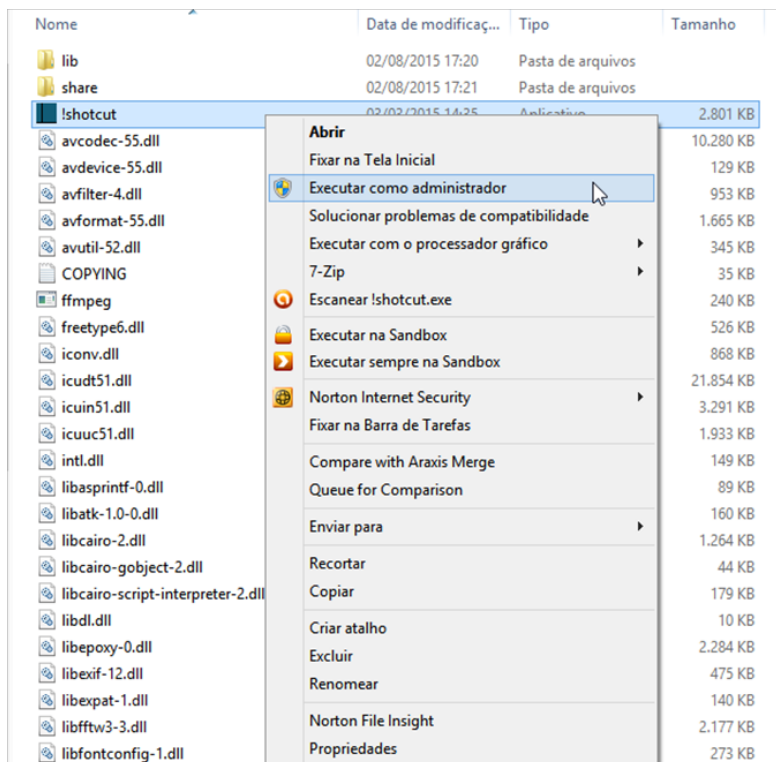 Nome Data de modificaç... Tipo Tamanho
lib 02/08/2015 17:20 Pasta de arquivos
share 02/08/2015 17:21 Pasta de arquivos
!shotcut 03/03/2015 14:35 Aplicativo 2.801 KB
avcodec-55.dll 10.280 KB
avdevice-55.dll 129 KB
avfilter-4.dll 953 KB
avformat-55.dll 1.665 KB
avutil-52.dll 345 KB
COPYING 35 KB
ffmpeg 240 KB
freetype6.dll 526 KB
iconv.dll 868 KB
icudt51.dll 21.854 KB
icuin51.dll 3.291 KB
icuuc51.dll 1.933 KB
intl.dll 149 KB
libasprintf-0.dll 89 KB
libatk-1.0-0.dll 160 KB
libcairo-2.dll 1.264 KB
libcairo-gobject-2.dll 44 KB
libcairo-script-interpreter-2.dll 179 KB
libdl.dll 10 KB
libepoxy-0.dll 2.284 KB
libexif-12.dll 475 KB
libexpat-1.dll 140 KB
libfftw3-3.dll 2.177 KB
libfontconfig-1.dll 273 KB
Abrir
Fixar na Tela Inicial
Executar como administrador
Solucionar problemas de compatibilidade
Executar com o processador gráfico
7-Zip
Escanear !shotcut.exe
Executar na Sandbox
Executar sempre na Sandbox
Norton Internet Security
Fixar na Barra de Tarefas
Compare with Araxis Merge
Queue for Comparison
Enviar para
Recortar
Copiar
Criar atalho
Excluir
Renomear
Norton File Insight
Propriedades